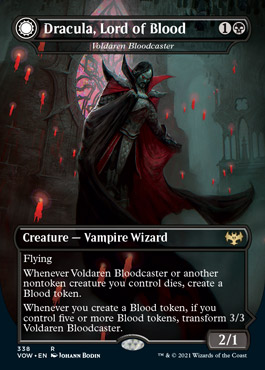 Dracula, Lord of Blood 1
Voldaren Bloodcaster
Creature — Vampire Wizard
Flying
Whenever Voldaren Bloodcaster or another
nontoken creature you control dies, create a
Blood token.
Whenever you create a Blood token, if you
control five or more Blood tokens, transform 3/3
Voldaren Bloodcaster.
2/1
338 R
VOW • EN Johann Bodin
™ & © 2021 Wizards of the Coast